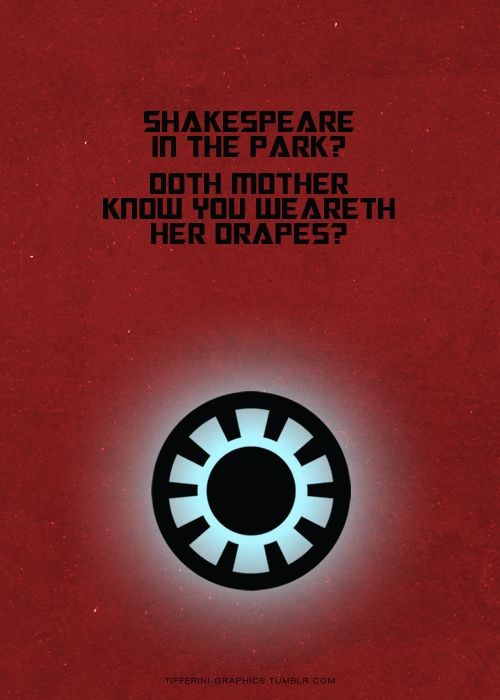 SHAKESPEARE
IN THE PARK?
DOTH MOTHER
KNOW YOU WEARETH
HER DRAPES?
TIFFERINI-GRAPHICS.TUMBLR.COM